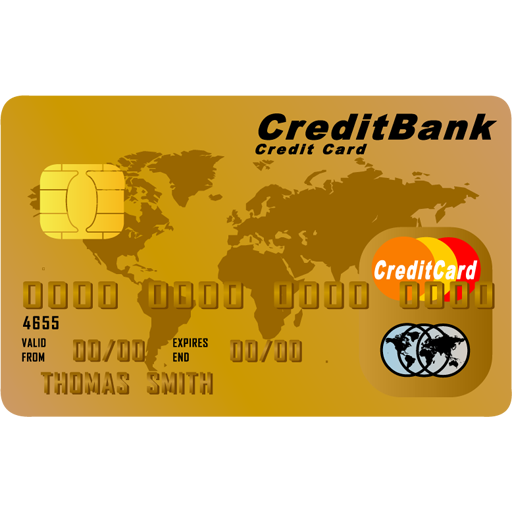 CreditBank
Credit Card
CreditCard
0000 0000 0000 0000
4655
VALID FROM 00/00 EXPIRES END 00/00
THOMAS SMITH